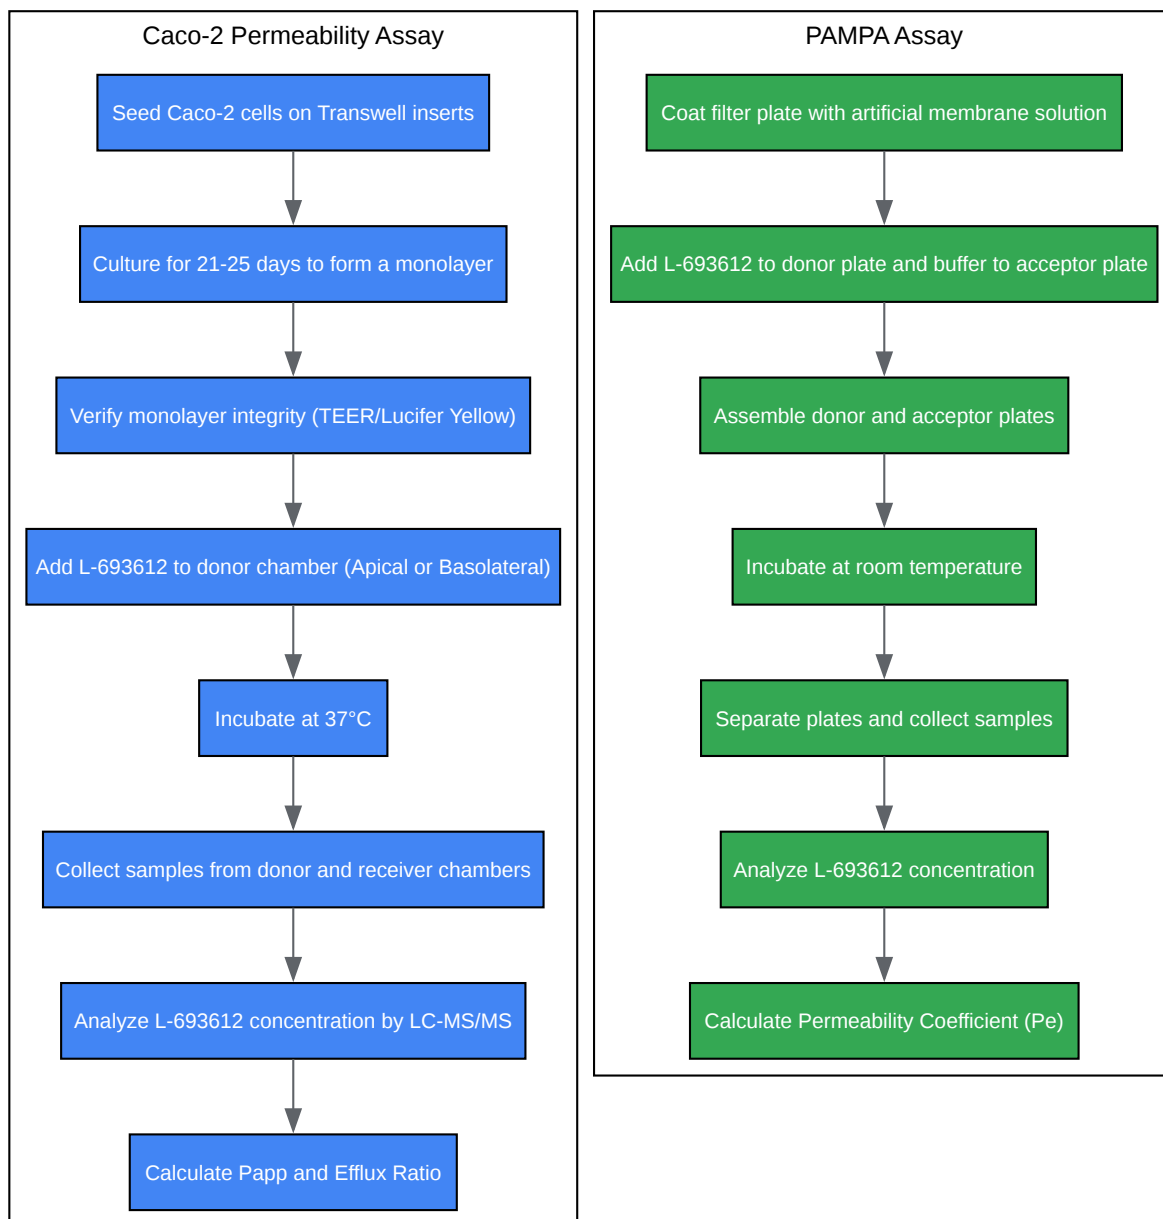 Caco-2 Permeability Assay
Seed Caco-2 cells on Transwell inserts
Culture for 21-25 days to form a monolayer
Verify monolayer integrity (TEER/Lucifer Yellow)
Add L-693612 to donor chamber (Apical or Basolateral)
Incubate at 37°C
Collect samples from donor and receiver chambers
Analyze L-693612 concentration by LC-MS/MS
Calculate Papp and Efflux Ratio
PAMPA Assay
Coat filter plate with artificial membrane solution
Add L-693612 to donor plate and buffer to acceptor plate
Assemble donor and acceptor plates
Incubate at room temperature
Separate plates and collect samples
Analyze L-693612 concentration
Calculate Permeability Coefficient (Pe)